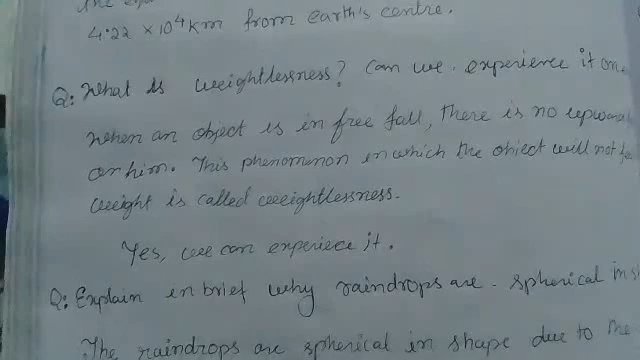 the
4.22 × 10⁴ km from earth's centre.
Q: What is weightlessness? Can we experience it on
When an object is in free fall, there is no upward
on him. This phenomenon in which the object will not
weight is called weightlessness.
Yes, we can experiece it.
Q: Explain in brief why raindrops are - spherical in
The raindrops are spherical in shape due to the